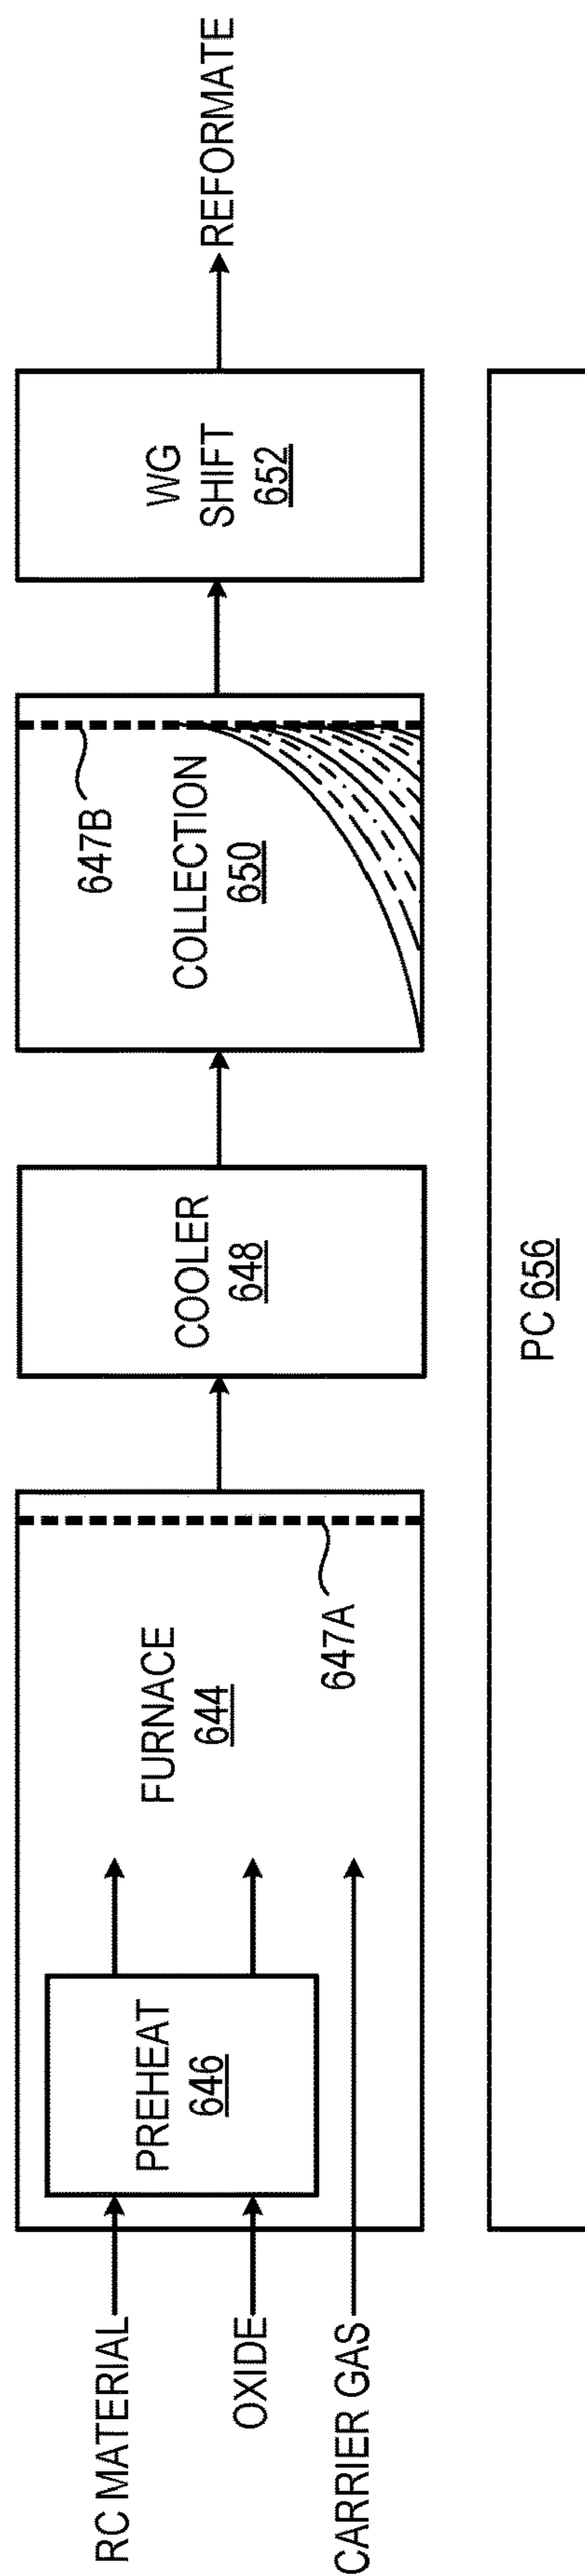 RC MATERIAL
OXIDE
CARRIER GAS
PREHEAT
646
FURNACE
644
647A
COOLER
648
COLLECTION
650
647B
WG
SHIFT
652
REFORMATE
PC 656